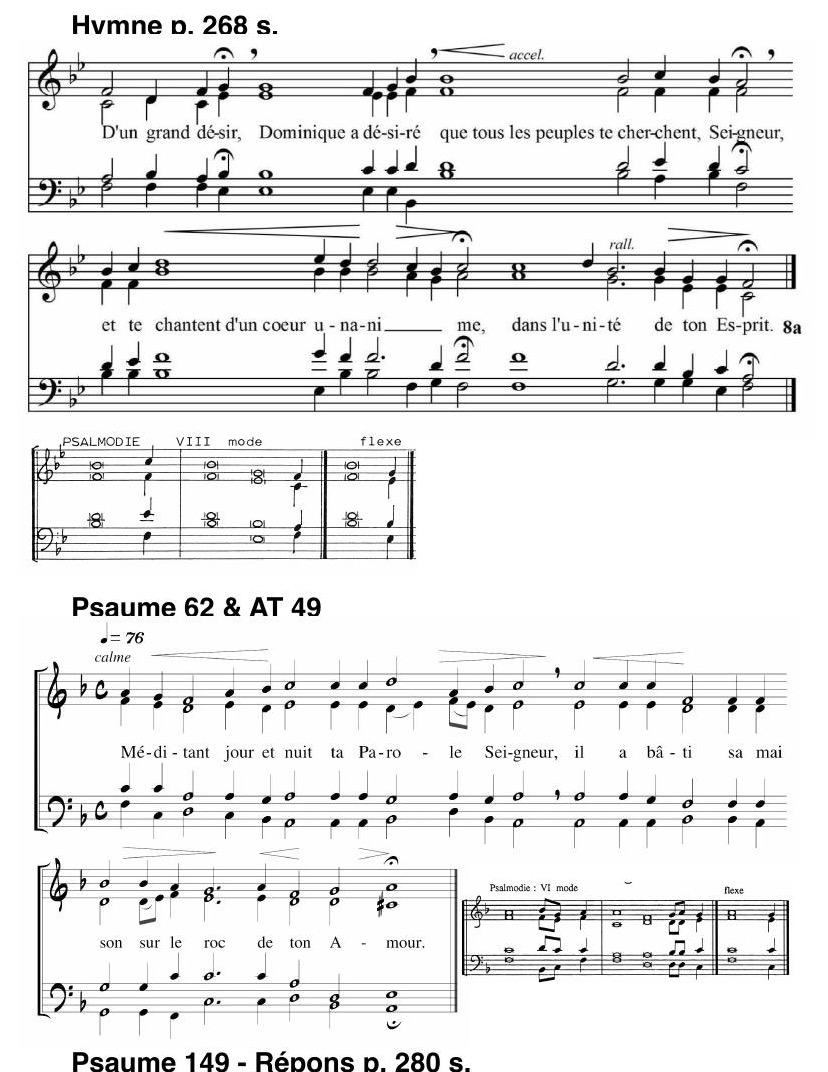 Hymne p. 268 s.
accel.
D'un grand dé-sir, Dominique a dé-si-ré que tous les peuples te cher-chent, Sei-gneur,
rall.
et te chantent d'un coeur u - na-ni me, dans l'u-ni-té de ton Es-prit. 8a
PSALMODIE VIII mode flexe
Psaume 62 & AT 49
= 76
calme
Mé-di-tant jour et nuit ta Pa-ro - le Sei-gneur, il a bâ-ti sa mai
Psalmodie : VI mode flexe
son sur le roc de ton A - mour.
Psaume 149 - Répons p. 280 s.